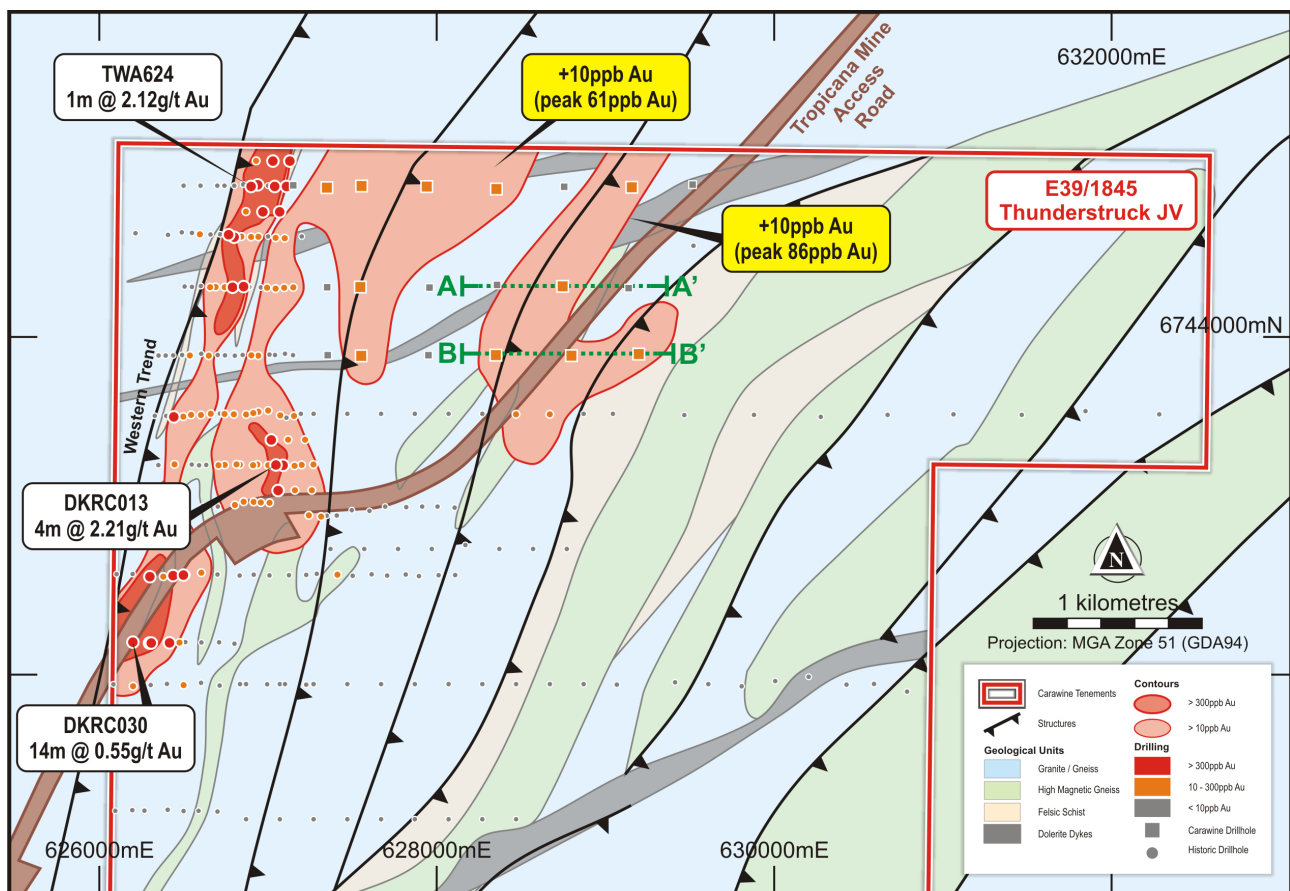 TWA624
1m @ 2.12g/t Au
+10ppb Au
(peak 61ppb Au)
Tropicana Mine
Access
Road
632000mE
E39/1845
Thunderstruck JV
+10ppb Au
(peak 86ppb Au)
A
A'
6744000mN
B
B'
Western Trend
DKRC013
4m @ 2.21g/t Au
N
1 kilometres
Projection: MGA Zone 51 (GDA94)
DKRC030
14m @ 0.55g/t Au
Carawine Tenements
Structures
Geological Units
Granite / Gneiss
High Magnetic Gneiss
Felsic Schist
Dolerite Dykes
Contours
> 300ppb Au
> 10ppb Au
Drilling
> 300ppb Au
10 - 300ppb Au
< 10ppb Au
Carawine Drillhole
Historic Drillhole
626000mE
628000mE
630000mE